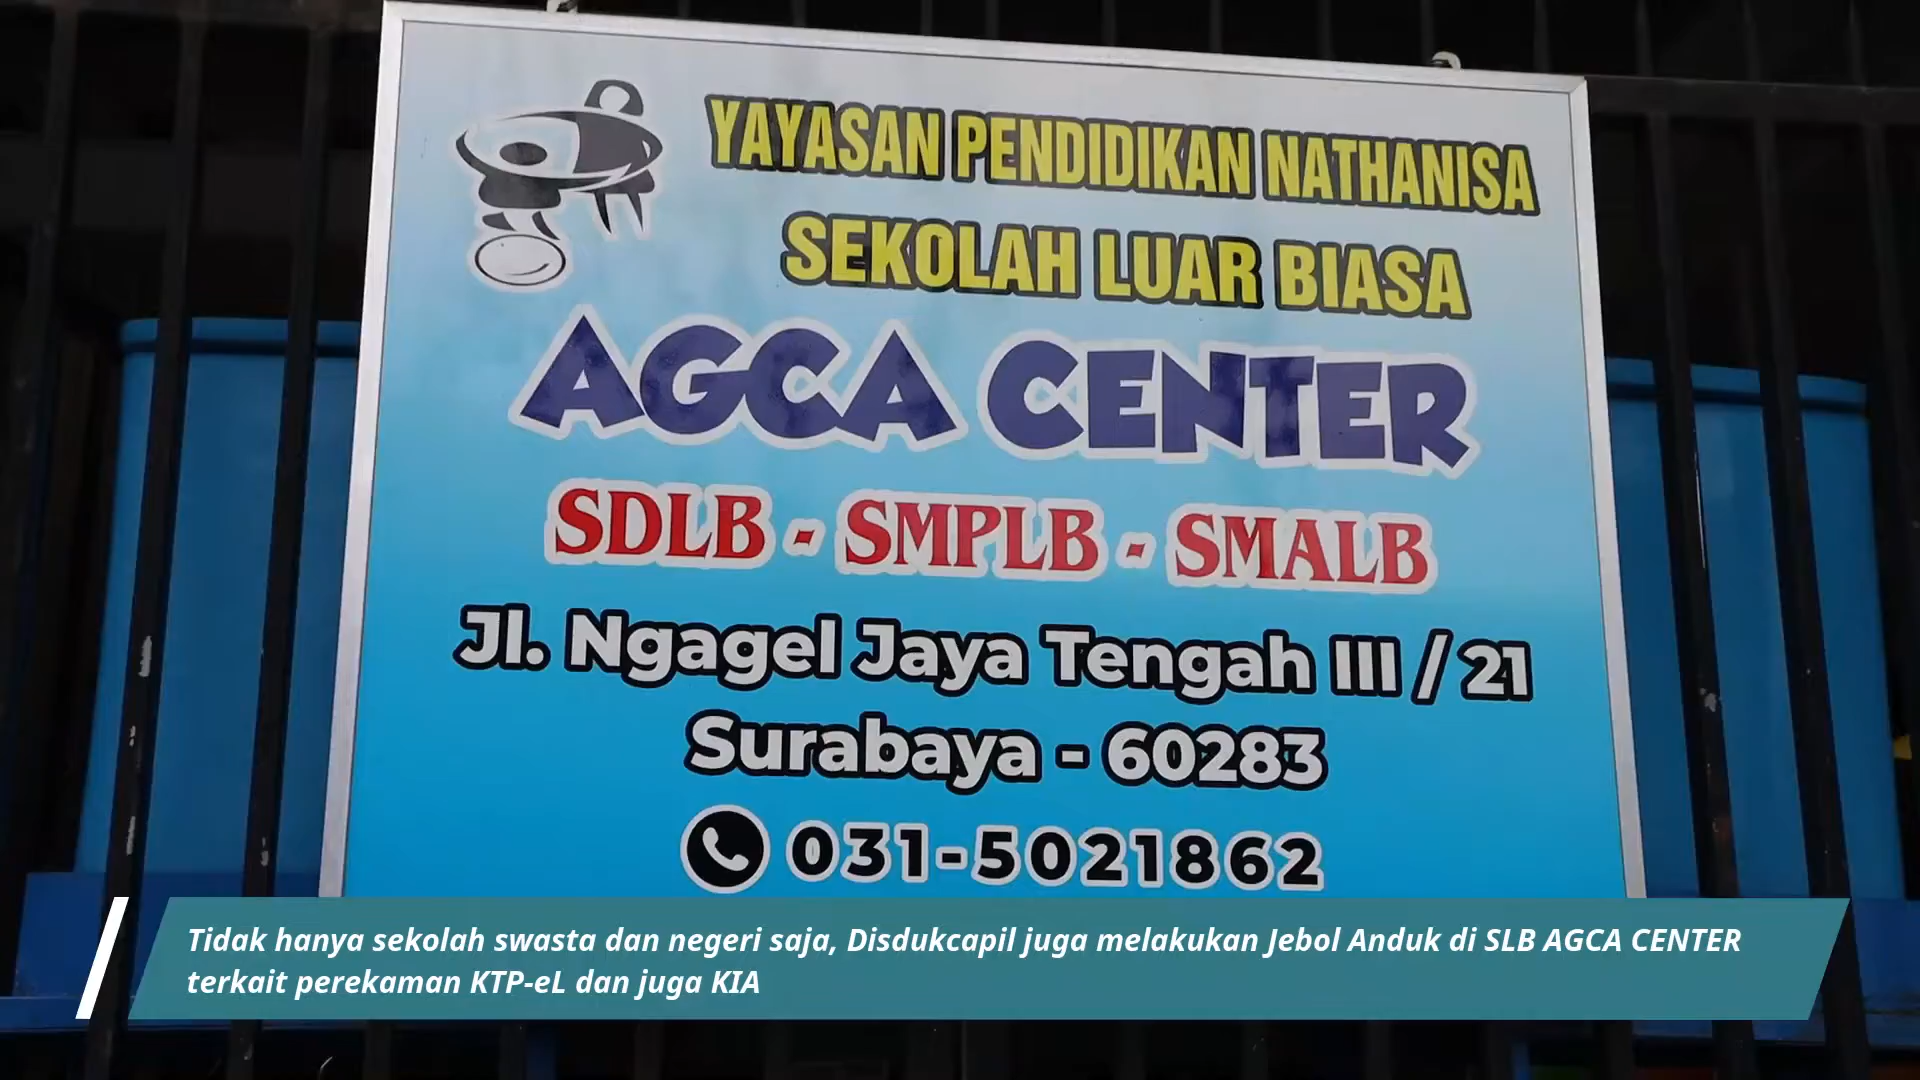 YAYASAN PENDIDIKAN NATHANISA
SEKOLAH LUAR BIASA
AGCA CENTER
SDLB - SMPLB - SMALB
Jl. Ngagel Jaya Tengah III / 21
Surabaya - 60283
031-5021862
Tidak hanya sekolah swasta dan negeri saja, Disdukcapil juga melakukan Jebol Anduk di SLB AGCA CENTER
terkait perekaman KTP-eL dan juga KIA